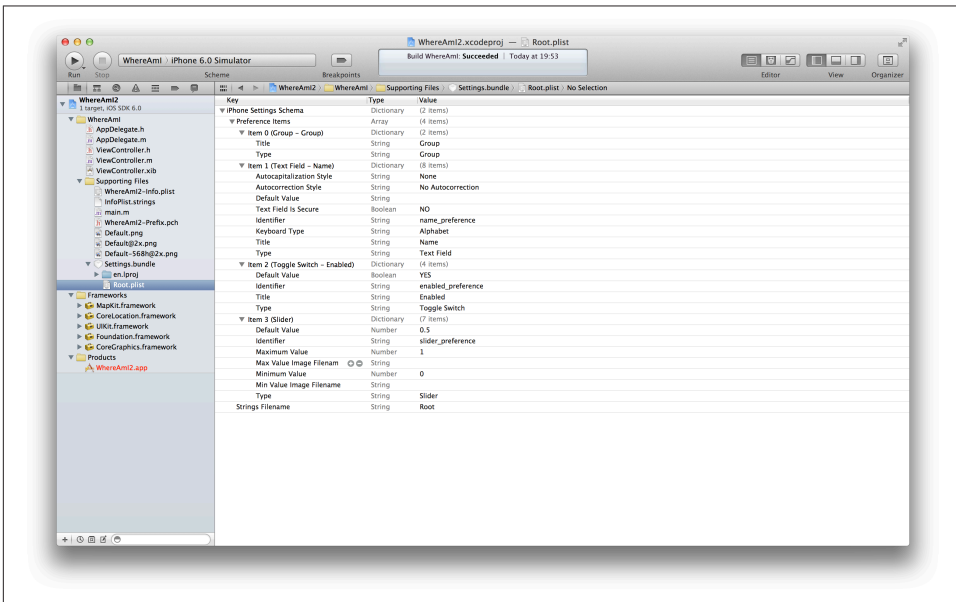 WhereAmI2.xcodeproj — Root.plist
WhereAmI › iPhone 6.0 Simulator
Build WhereAmI: Succeeded | Today at 19:53
Run Stop Scheme Breakpoints Editor View Organizer
WhereAmI2 › WhereAmI › Supporting Files › Settings.bundle › Root.plist › No Selection
WhereAmI2
1 target, iOS SDK 6.0
WhereAmI
AppDelegate.h
AppDelegate.m
ViewController.h
ViewController.m
ViewController.xib
Supporting Files
WhereAmI2-Info.plist
InfoPlist.strings
main.m
WhereAmI2-Prefix.pch
Default.png
Default@2x.png
Default-568h@2x.png
Settings.bundle
en.lproj
Root.plist
Frameworks
MapKit.framework
CoreLocation.framework
UIKit.framework
Foundation.framework
CoreGraphics.framework
Products
WhereAmI2.app
Key Type Value
iPhone Settings Schema Dictionary (2 items)
Preference Items Array (4 items)
Item 0 (Group – Group) Dictionary (2 items)
Title String Group
Type String Group
Item 1 (Text Field – Name) Dictionary (8 items)
Autocapitalization Style String None
Autocorrection Style String No Autocorrection
Default Value String
Text Field Is Secure Boolean NO
Identifier String name_preference
Keyboard Type String Alphabet
Title String Name
Type String Text Field
Item 2 (Toggle Switch – Enabled) Dictionary (4 items)
Default Value Boolean YES
Identifier String enabled_preference
Title String Enabled
Type String Toggle Switch
Item 3 (Slider) Dictionary (7 items)
Default Value Number 0.5
Identifier String slider_preference
Maximum Value Number 1
Max Value Image Filenam String
Minimum Value Number 0
Min Value Image Filename String
Type String Slider
Strings Filename String Root